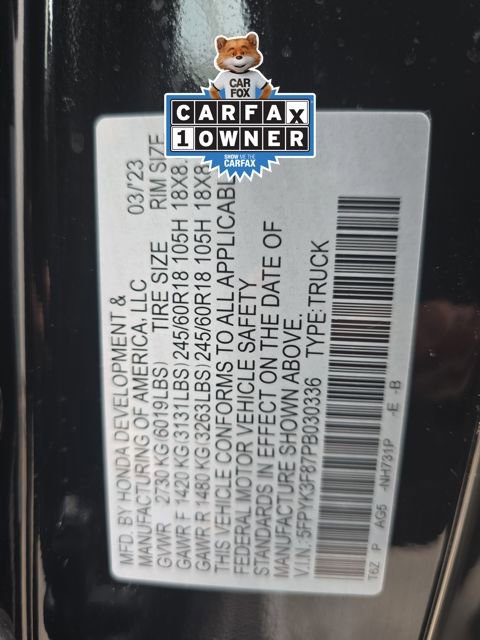 CAR
FOX
CARFAX
1 OWNER
SHOW ME THE
CARFAX
MFD. BY HONDA DEVELOPMENT & 03/'23
MANUFACTURING OF AMERICA, LLC
GVWR 2730 KG(6019LBS) TIRE SIZE RIM SIZE
GAWR F 1420 KG(3131LBS) 245/60R18 105H 18X8.
GAWR R 1480 KG(3263LBS) 245/60R18 105H 18X8.
THIS VEHICLE CONFORMS TO ALL APPLICABL
FEDERAL MOTOR VEHICLE SAFETY
STANDARDS IN EFFECT ON THE DATE OF
MANUFACTURE SHOWN ABOVE.
V.I.N.: 5FPYK3F87PB030336 TYPE: TRUCK
T6Z P AG5 -NH731P -E -B